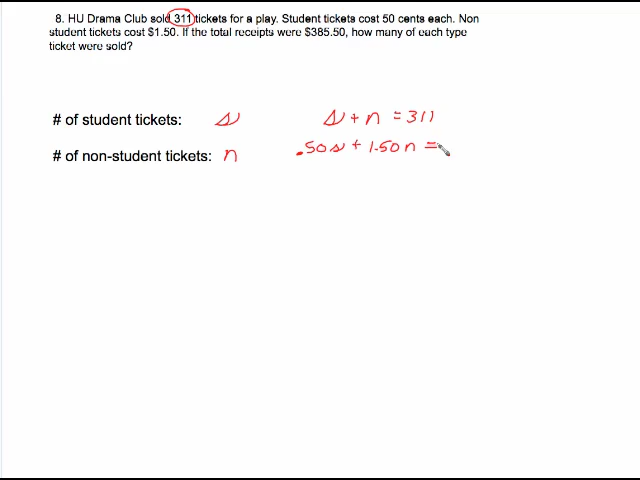 8. HU Drama Club sold 311 tickets for a play. Student tickets cost 50 cents each. Non
student tickets cost $1.50. If the total receipts were $385.50, how many of each type
ticket were sold?
# of student tickets: s s + n = 311
# of non-student tickets: n .50s + 1.50n =